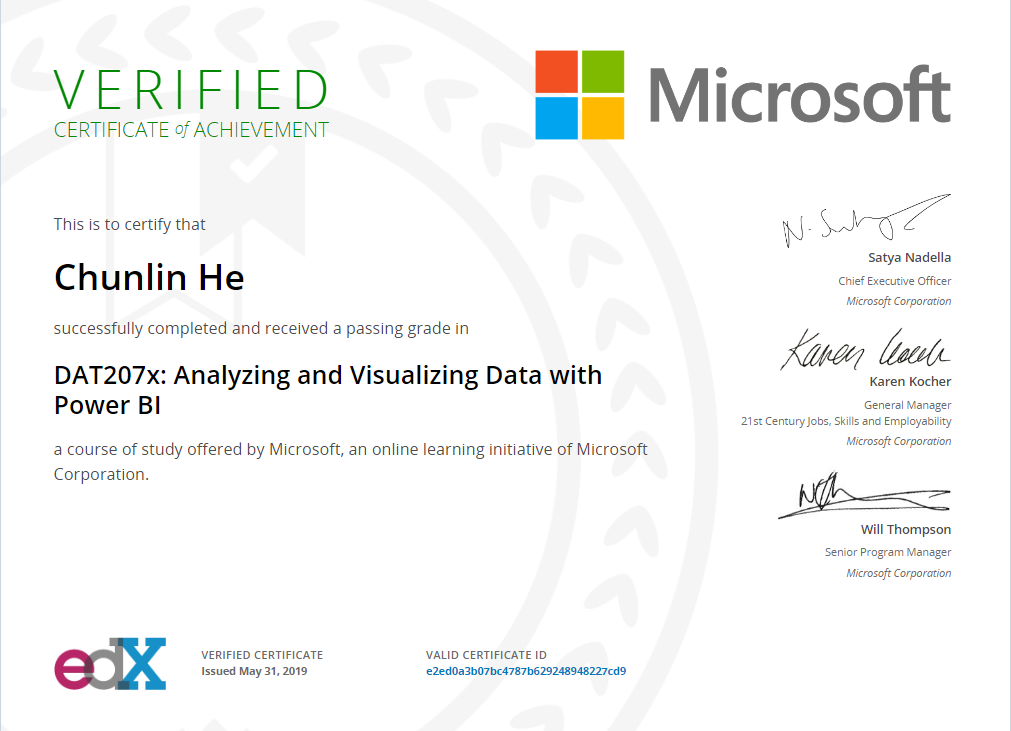 VERIFIED
CERTIFICATE of ACHIEVEMENT
Microsoft
This is to certify that
Chunlin He
successfully completed and received a passing grade in
DAT207x: Analyzing and Visualizing Data with
Power BI
a course of study offered by Microsoft, an online learning initiative of Microsoft
Corporation.
Satya Nadella
Chief Executive Officer
Microsoft Corporation
Karen Kocher
Karen Kocher
General Manager
21st Century Jobs, Skills and Employability
Microsoft Corporation
Will Thompson
Senior Program Manager
Microsoft Corporation
edX
VERIFIED CERTIFICATE
Issued May 31, 2019
VALID CERTIFICATE ID
e2ed0a3b07bc4787b629248948227cd9